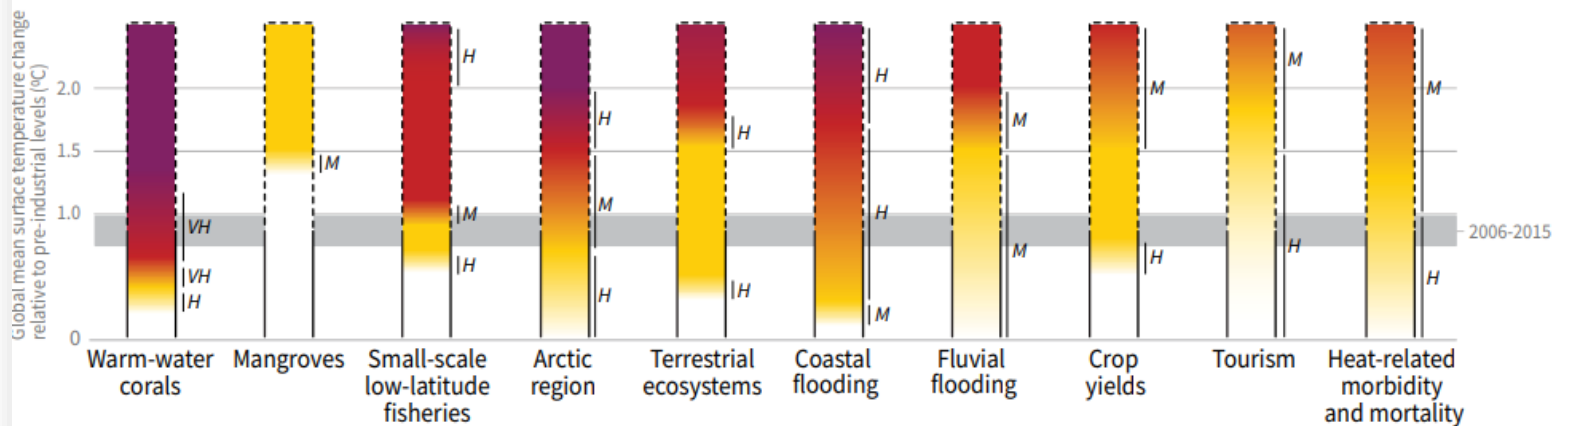 Global mean surface temperature change
relative to pre-industrial levels (ºC)
2.0
1.5
1.0
0
VH
VH
H
M
H
M
H
H
M
H
H
H
H
H
M
M
M
M
H
M
H
M
H
2006-2015
Warm-water
corals
Mangroves
Small-scale
low-latitude
fisheries
Arctic
region
Terrestrial
ecosystems
Coastal
flooding
Fluvial
flooding
Crop
yields
Tourism
Heat-related
morbidity
and mortality